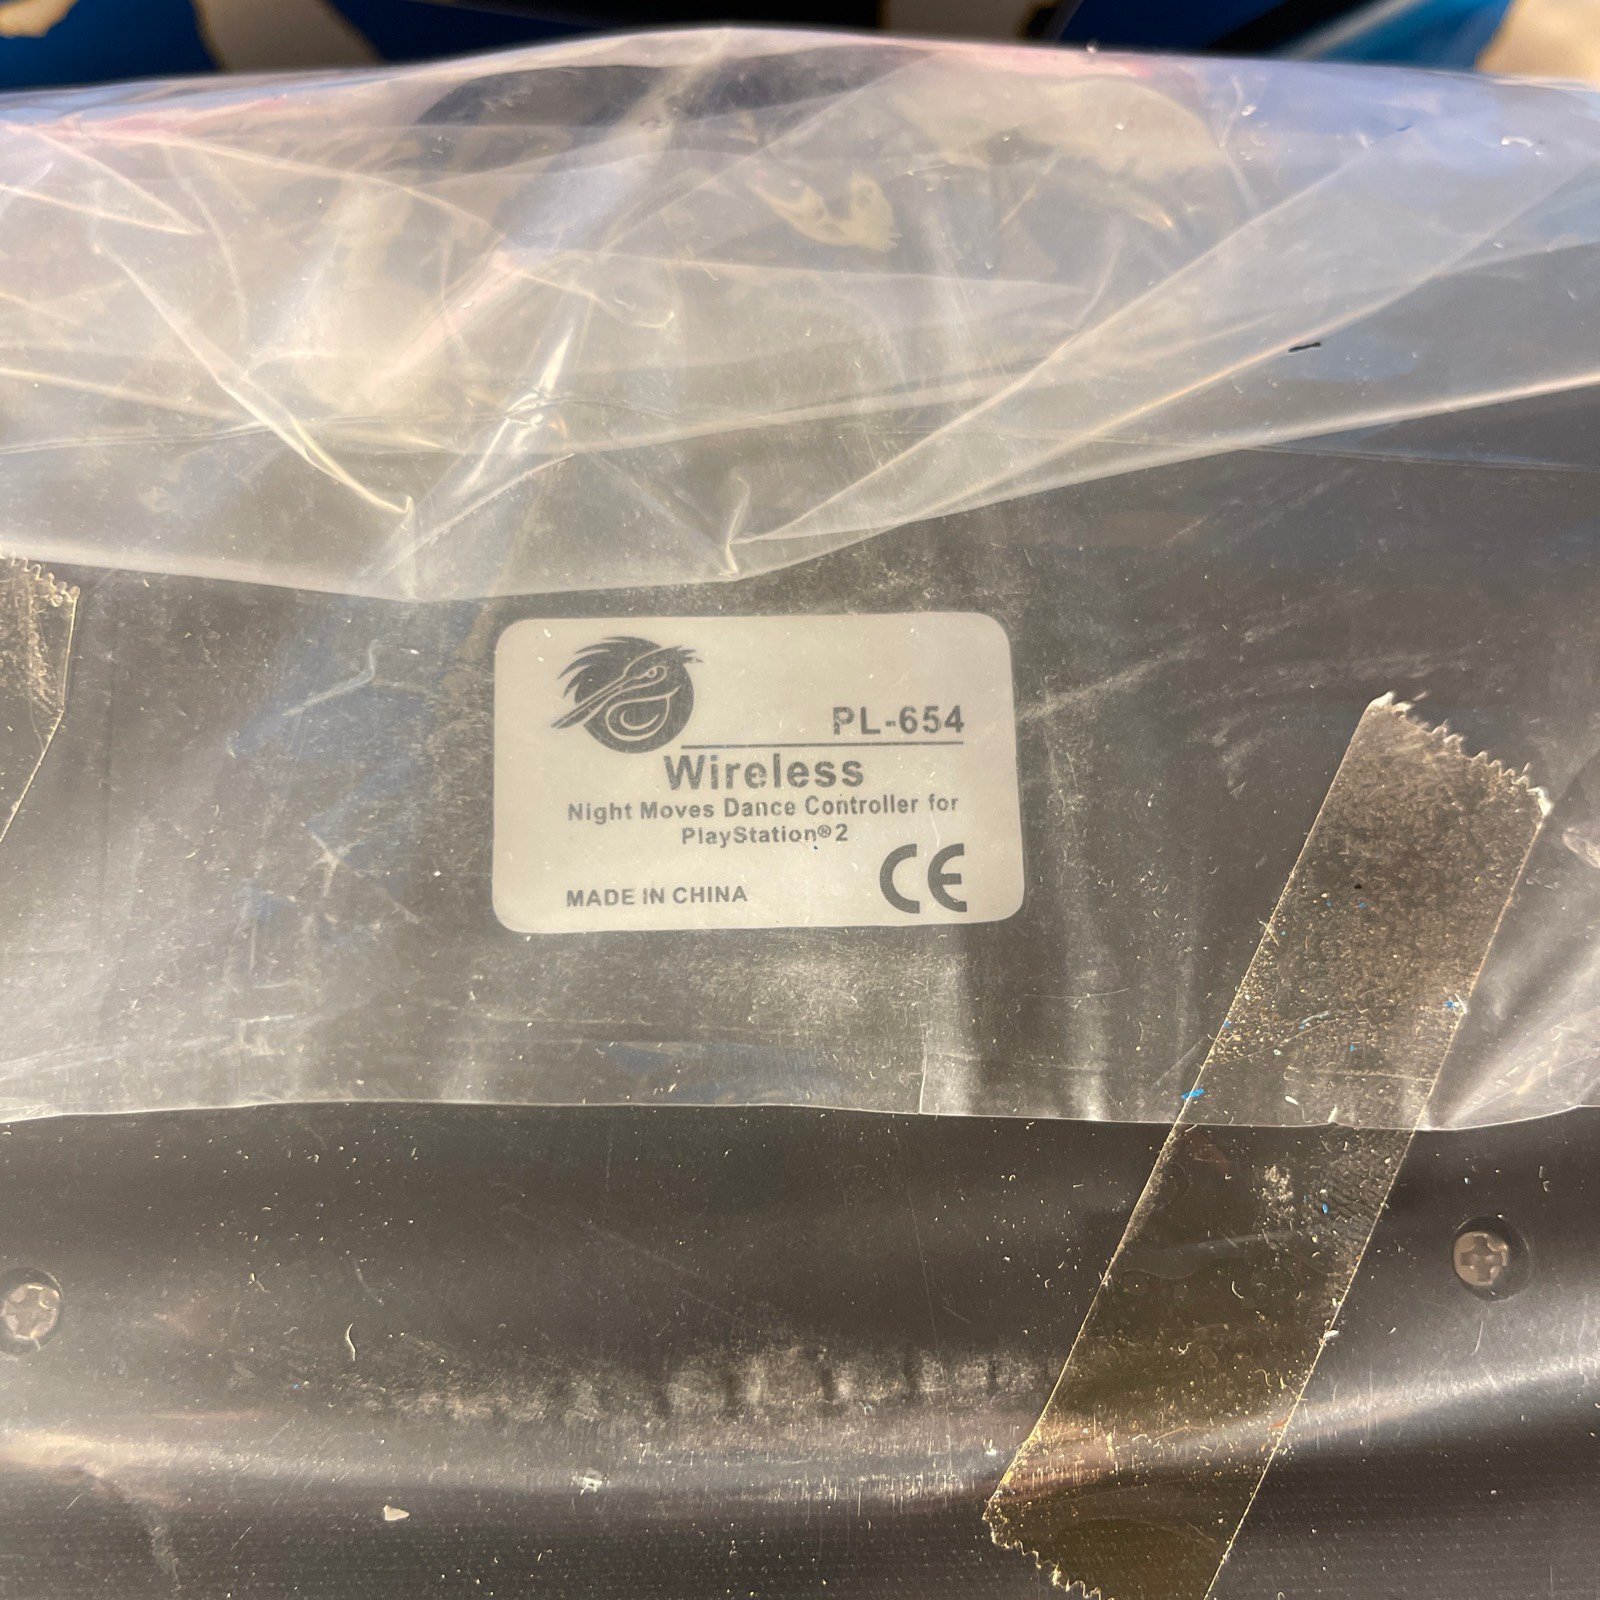 PL-654
Wireless
Night Moves Dance Controller for
PlayStation®2
MADE IN CHINA
CE